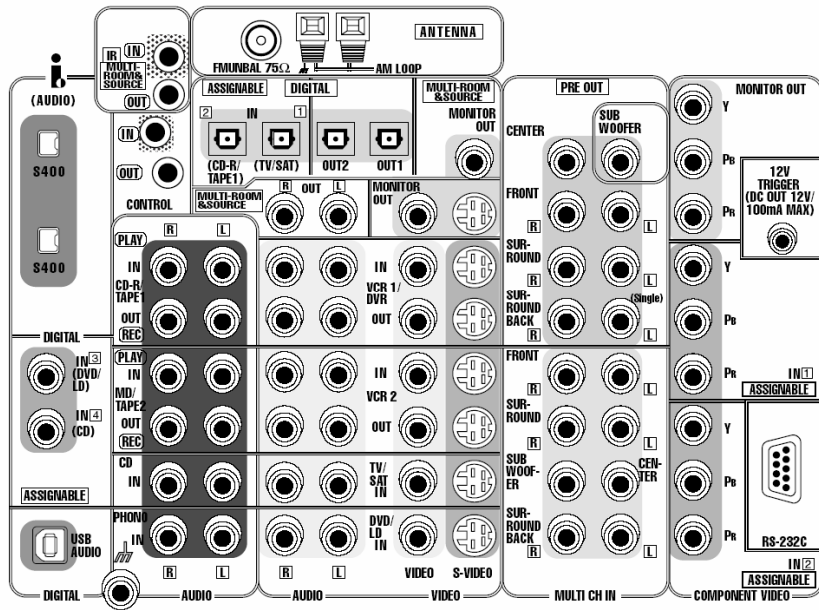 ANTENNA
FM UNBAL 75Ω
AM LOOP
IR
MULTI-
ROOM&
SOURCE
IN
OUT
IN
OUT
CONTROL
i
(AUDIO)
S400
S400
ASSIGNABLE
DIGITAL
2
IN
1
(CD-R/
TAPE1)
(TV/SAT)
OUT2
OUT1
MULTI-ROOM
&SOURCE
MONITOR
OUT
MULTI-ROOM
&SOURCE
R
OUT
L
MONITOR
OUT
PRE OUT
CENTER
SUB
WOOFER
FRONT
R
L
SUR-
ROUND
R
L
SUR-
ROUND
BACK
R
(Single)
L
MONITOR OUT
Y
PB
PR
12V
TRIGGER
(DC OUT 12V/
100mA MAX)
Y
PB
PR
IN 1
ASSIGNABLE
R
L
PLAY
IN
CD-R/
TAPE1
OUT
REC
IN
VCR 1/
DVR
OUT
PLAY
IN
MD/
TAPE2
OUT
REC
IN
VCR 2
OUT
CD
IN
TV/
SAT
IN
PHONO
IN
DVD/
LD
IN
R
L
AUDIO
R
L
AUDIO
VIDEO
S-VIDEO
VIDEO
DIGITAL
IN 3
(DVD/
LD)
IN 4
(CD)
ASSIGNABLE
USB
AUDIO
DIGITAL
FRONT
R
L
SUR-
ROUND
R
L
SUB
WOOF-
ER
CEN-
TER
SUR-
ROUND
BACK
R
L
MULTI CH IN
Y
PB
PR
RS-232C
IN 2
ASSIGNABLE
COMPONENT VIDEO